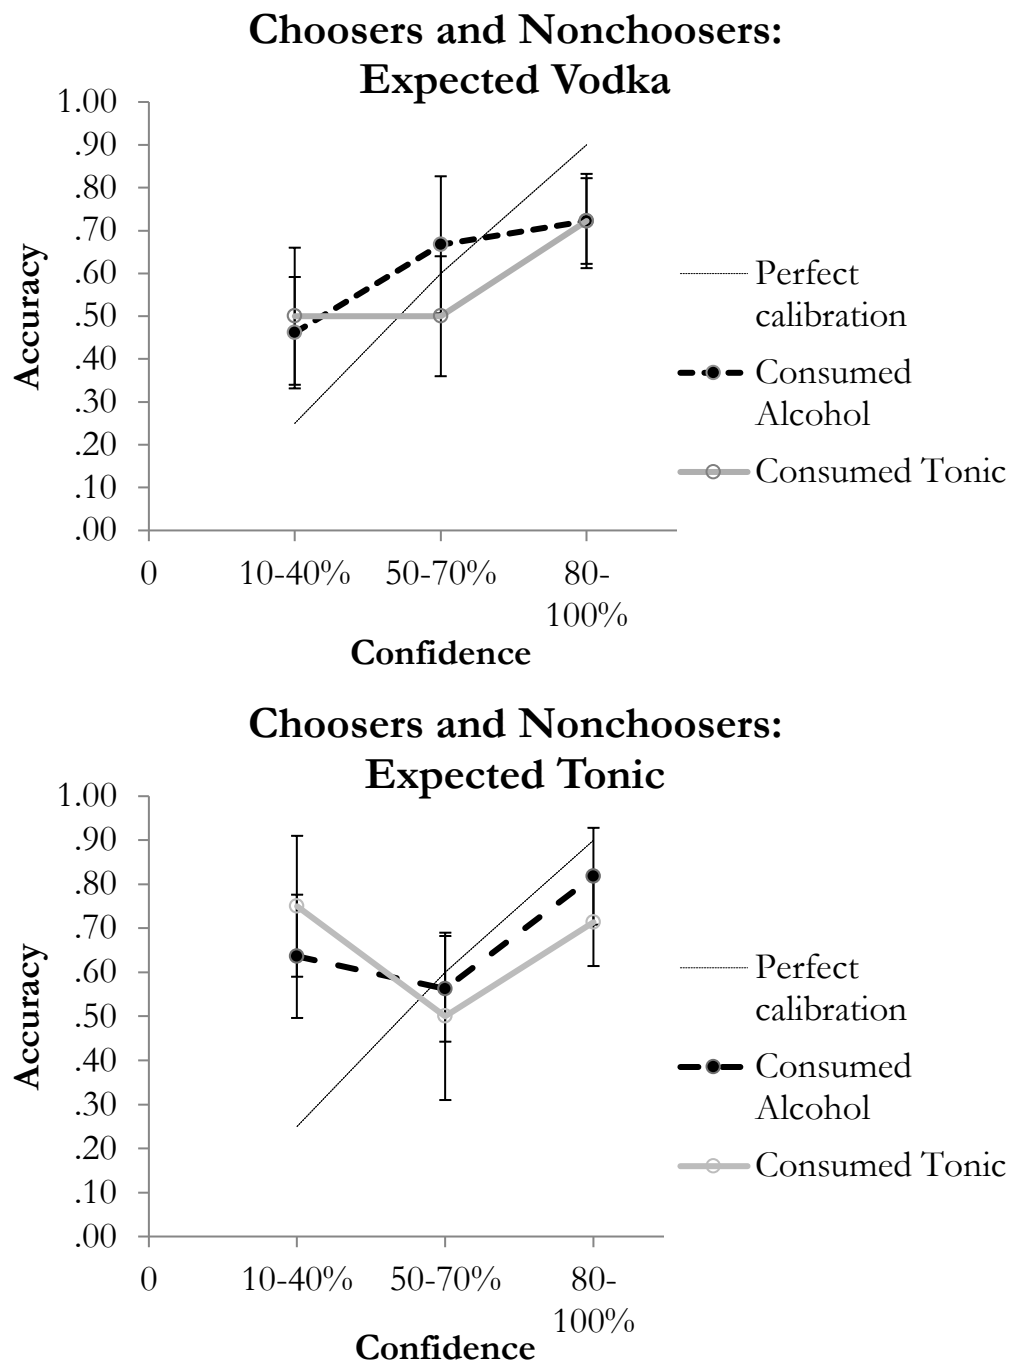 Choosers and Nonchoosers:
Expected Vodka
1.00
.90
.80
.70
.60
.50
.40
.30
.20
.10
.00
Accuracy
0
10-40%
50-70%
80-
100%
Confidence
Perfect
calibration
Consumed
Alcohol
Consumed Tonic
Choosers and Nonchoosers:
Expected Tonic
1.00
.90
.80
.70
.60
.50
.40
.30
.20
.10
.00
Accuracy
0
10-40%
50-70%
80-
100%
Confidence
Perfect
calibration
Consumed
Alcohol
Consumed Tonic